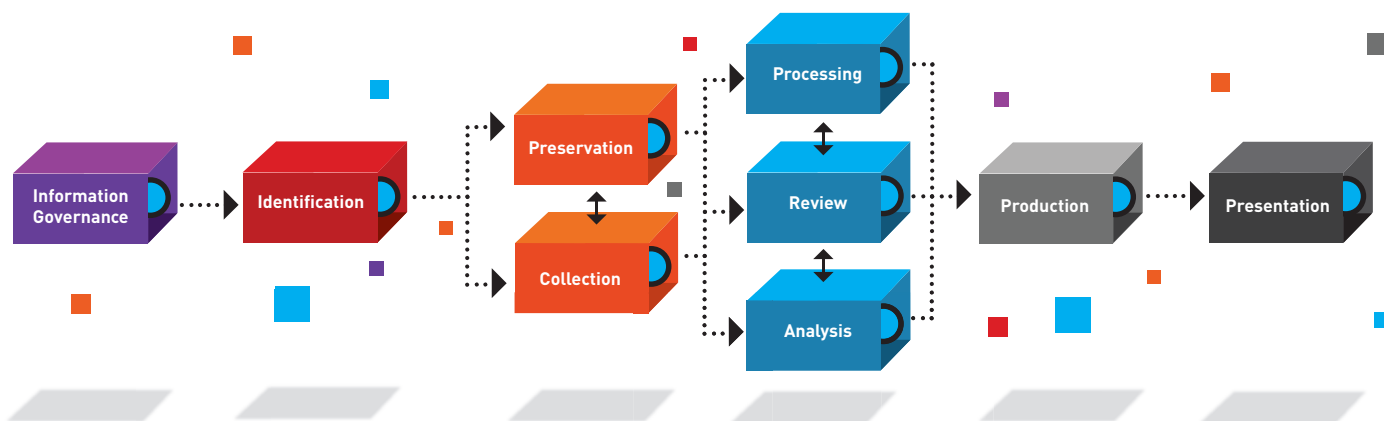 Information
Governance
Identification
Preservation
Collection
Processing
Review
Analysis
Production
Presentation